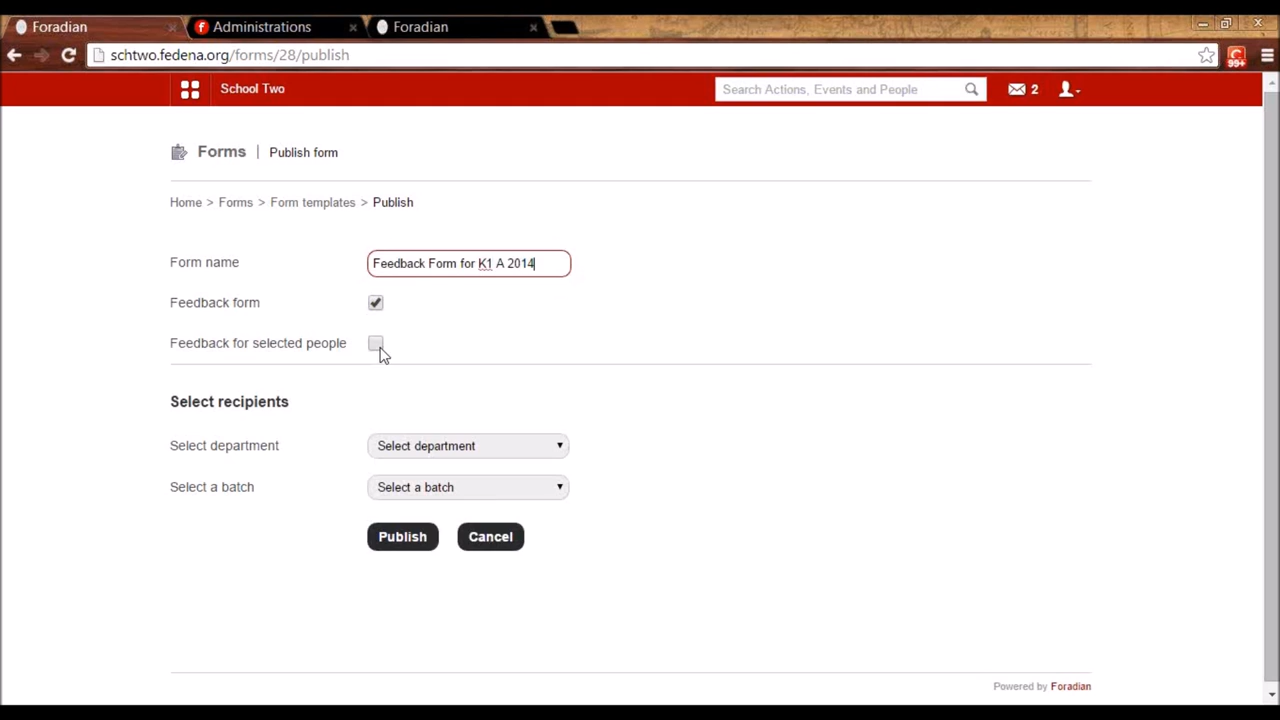 Foradian
Administrations
Foradian
schtwo.fedena.org/forms/28/publish
99+
School Two
Search Actions, Events and People
2
Forms | Publish form
Home > Forms > Form templates > Publish
Form name
Feedback Form for K1 A 2014
Feedback form
Feedback for selected people
Select recipients
Select department
Select department
Select a batch
Select a batch
Publish
Cancel
Powered by Foradian